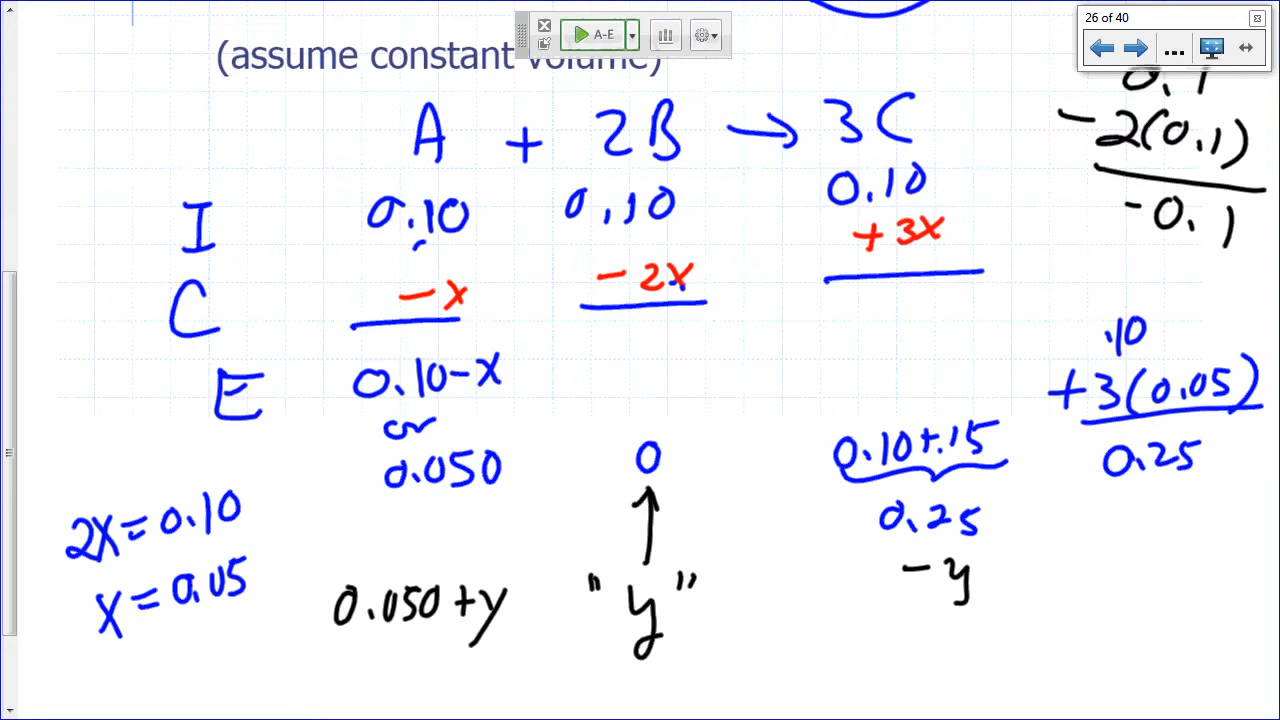 26 of 40
A-E
(assume constant volume)
A + 2B → 3C
I 0.10 0.10 0.10
C -x -2x +3x
E 0.10-x
or
0.050 0 0.10+.15
0.25
0.050+y "y" -y
2x=0.10
x=0.05
0.1
-2(0.1)
-0.1
.10
+3(0.05)
0.25